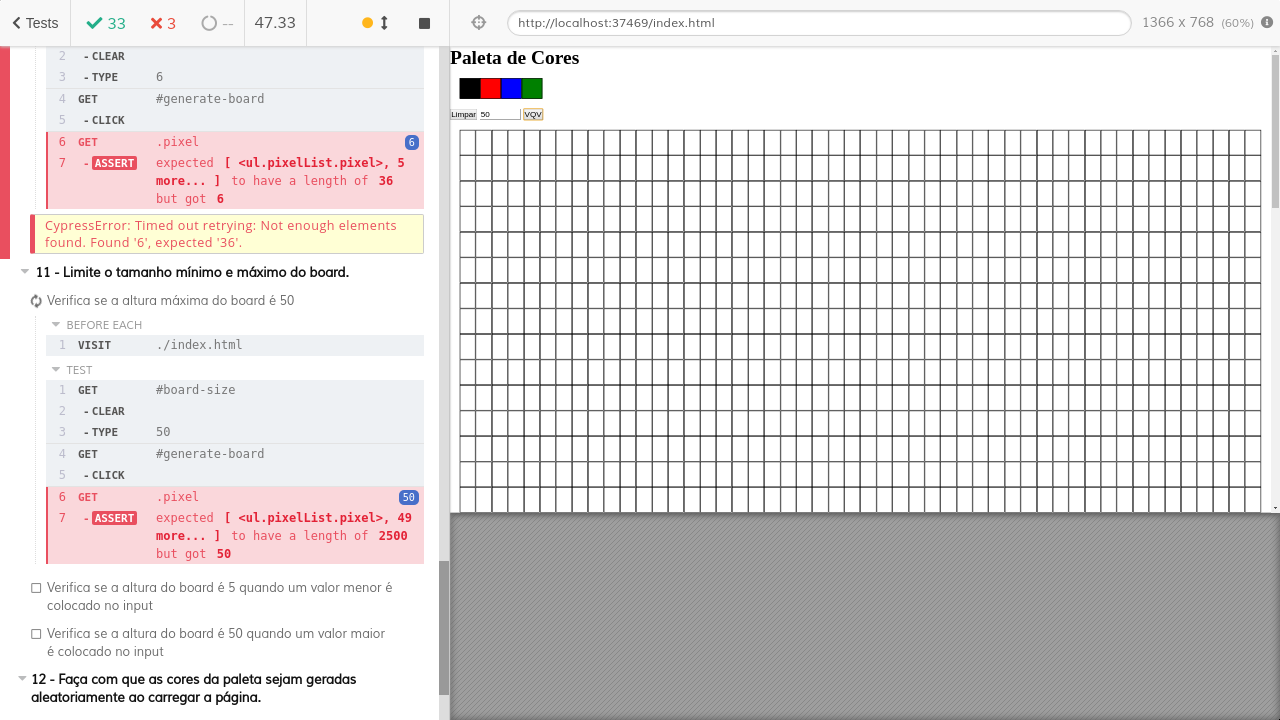 Tests 33 3 -- 47.33
http://localhost:37469/index.html 1366 x 768 (60%)
2 - CLEAR
3 - TYPE 6
4 GET #generate-board
5 - CLICK
6 GET .pixel 6
7 - ASSERT expected [ <ul.pixelList.pixel>, 5
more... ] to have a length of 36
but got 6
CypressError: Timed out retrying: Not enough elements
found. Found '6', expected '36'.
11 - Limite o tamanho mínimo e máximo do board.
Verifica se a altura máxima do board é 50
BEFORE EACH
1 VISIT ./index.html
TEST
1 GET #board-size
2 - CLEAR
3 - TYPE 50
4 GET #generate-board
5 - CLICK
6 GET .pixel 50
7 - ASSERT expected [ <ul.pixelList.pixel>, 49
more... ] to have a length of 2500
but got 50
Verifica se a altura do board é 5 quando um valor menor é
colocado no input
Verifica se a altura do board é 50 quando um valor maior
é colocado no input
12 - Faça com que as cores da paleta sejam geradas
aleatoriamente ao carregar a página.
Paleta de Cores
Limpar 50 VQV